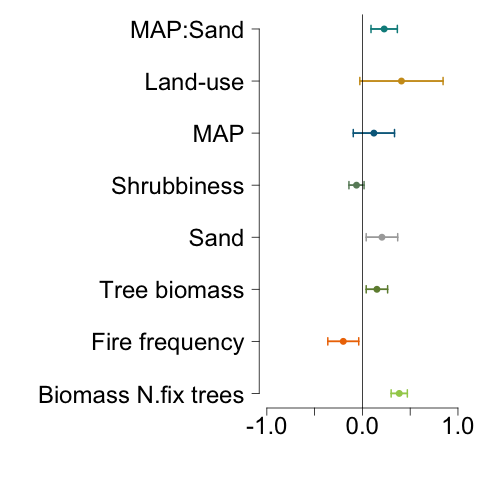 MAP:Sand
Land-use
MAP
Shrubbiness
Sand
Tree biomass
Fire frequency
Biomass N.fix trees
-1.0 0.0 1.0